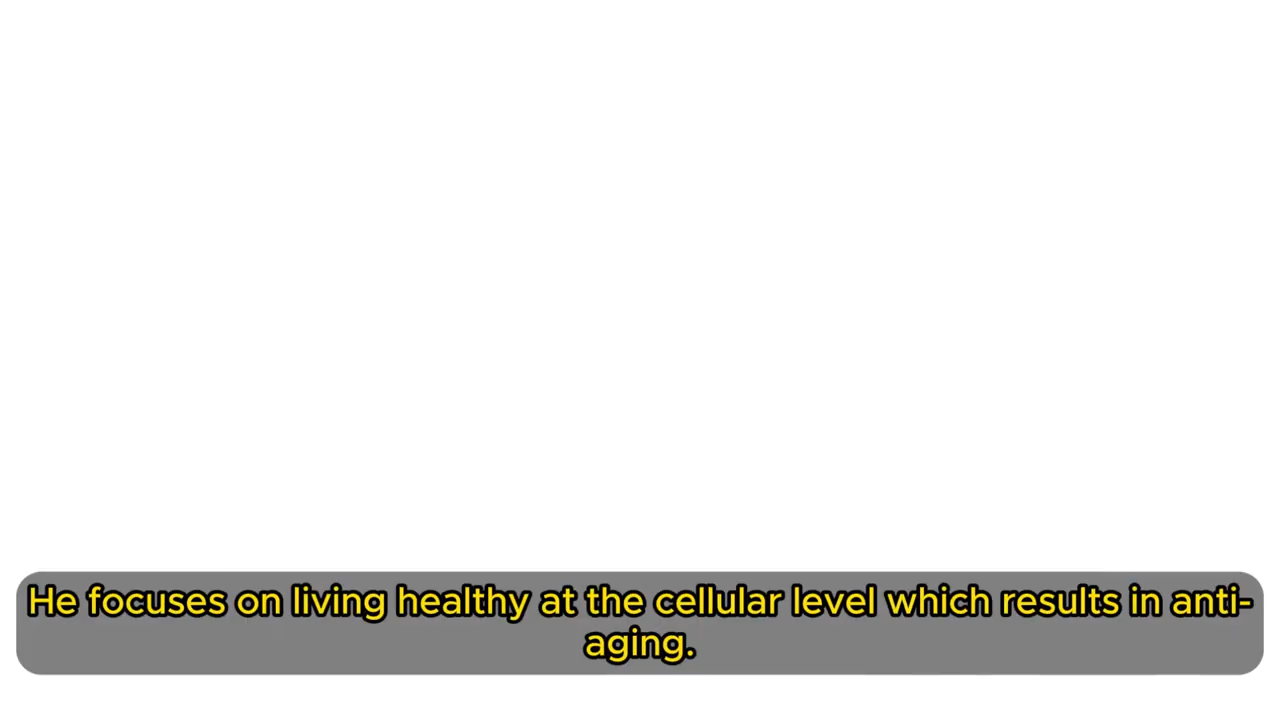 He focuses on living healthy at the cellular level which results in anti-
aging.